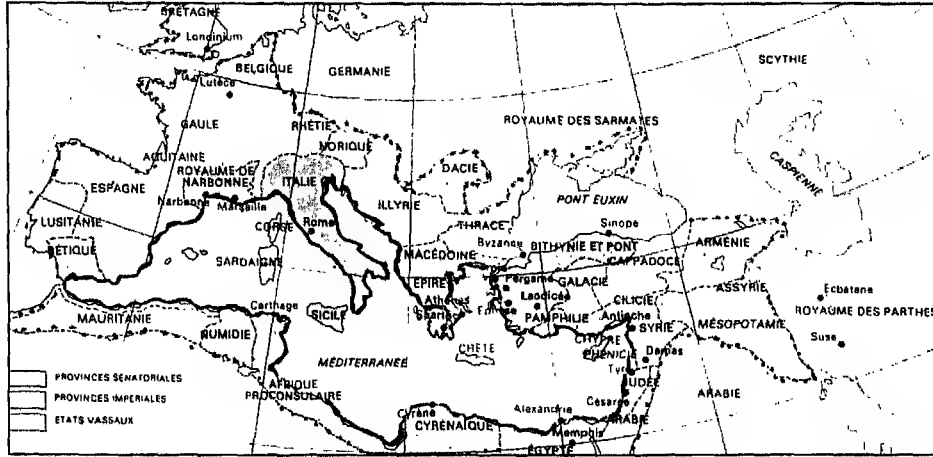 BRETAGNE
Londinium
BELGIQUE
GERMANIE
SCYTHIE
Lutèce
GAULE
RHÉTIE
NORIQUE
ROYAUME DES SARMATES
AQUITAINE
ROYAUME DE
NARBONNE
ITALIE
DACIE
CASPIENNE
ESPAGNE
Narbonne
Marseille
ILLYRIE
PONT EUXIN
LUSITANIE
CORSE
Rome
THRACE
Sinope
BÉTIQUE
SARDAIGNE
MACÉDOINE
Byzance
BITHYNIE ET PONT
ARMÉNIE
CAPPADOCE
ÉPIRE
Pergame
GALACIE
ASSYRIE
Ecbatane
Athènes
Laodicée
CILICIE
ROYAUME DES PARTHES
MAURITANIE
Carthage
SICILE
PAMPHILIE
Antioche
MÉSOPOTAMIE
NUMIDIE
CRÈTE
CHYPRE
SYRIE
Suse
MÉDITERRANÉE
PHÉNICIE
Damas
Tyr
PROVINCES SÉNATORIALES
AFRIQUE
PROCONSULAIRE
JUDÉE
PROVINCES IMPÉRIALES
Césarée
ARABIE
ÉTATS VASSAUX
Cyrène
CYRÉNAÏQUE
Alexandrie
ARABIE
Memphis
ÉGYPTE